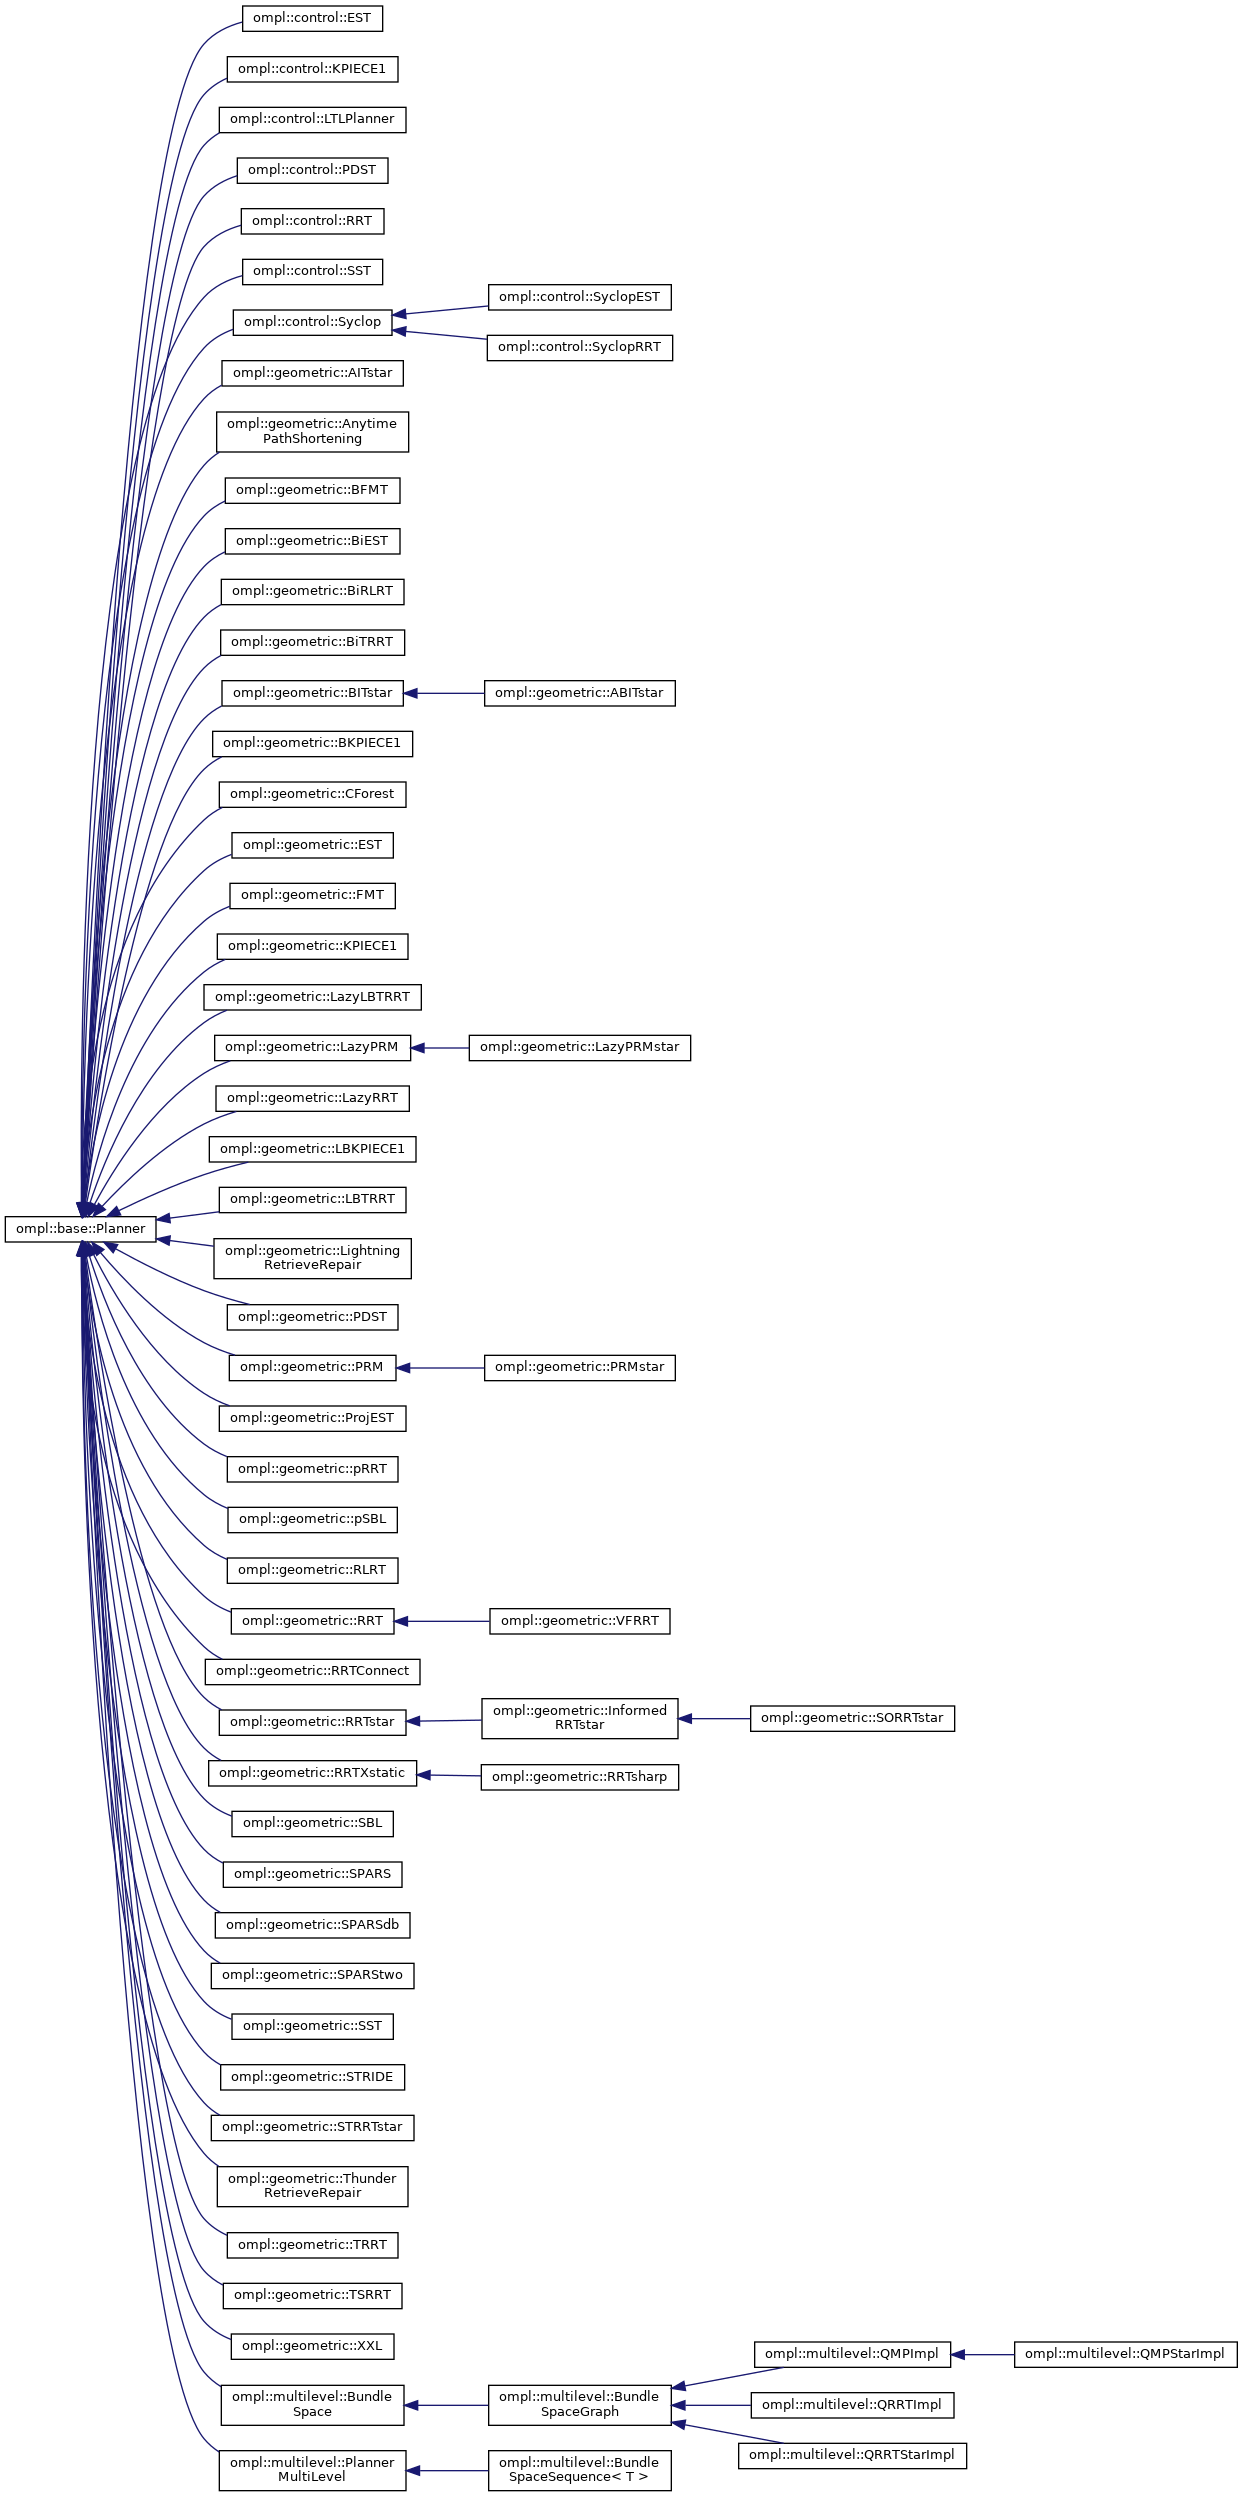 ompl::control::EST
ompl::control::KPIECE1
ompl::control::LTLPlanner
ompl::control::PDST
ompl::control::RRT
ompl::control::SST
ompl::control::SyclopEST
ompl::control::Syclop
ompl::control::SyclopRRT
ompl::geometric::AITstar
ompl::geometric::Anytime
PathShortening
ompl::geometric::BFMT
ompl::geometric::BiEST
ompl::geometric::BiRLRT
ompl::geometric::BiTRRT
ompl::geometric::BITstar
ompl::geometric::ABITstar
ompl::geometric::BKPIECE1
ompl::geometric::CForest
ompl::geometric::EST
ompl::geometric::FMT
ompl::geometric::KPIECE1
ompl::geometric::LazyLBTRRT
ompl::geometric::LazyPRM
ompl::geometric::LazyPRMstar
ompl::geometric::LazyRRT
ompl::geometric::LBKPIECE1
ompl::geometric::LBTRRT
ompl::base::Planner
ompl::geometric::Lightning
RetrieveRepair
ompl::geometric::PDST
ompl::geometric::PRM
ompl::geometric::PRMstar
ompl::geometric::ProjEST
ompl::geometric::pRRT
ompl::geometric::pSBL
ompl::geometric::RLRT
ompl::geometric::RRT
ompl::geometric::VFRRT
ompl::geometric::RRTConnect
ompl::geometric::RRTstar
ompl::geometric::Informed
RRTstar
ompl::geometric::SORRTstar
ompl::geometric::RRTXstatic
ompl::geometric::RRTsharp
ompl::geometric::SBL
ompl::geometric::SPARS
ompl::geometric::SPARSdb
ompl::geometric::SPARStwo
ompl::geometric::SST
ompl::geometric::STRIDE
ompl::geometric::STRRTstar
ompl::geometric::Thunder
RetrieveRepair
ompl::geometric::TRRT
ompl::geometric::TSRRT
ompl::geometric::XXL
ompl::multilevel::QMPImpl
ompl::multilevel::QMPStarImpl
ompl::multilevel::Bundle
Space
ompl::multilevel::Bundle
SpaceGraph
ompl::multilevel::QRRTImpl
ompl::multilevel::QRRTStarImpl
ompl::multilevel::Planner
MultiLevel
ompl::multilevel::Bundle
SpaceSequence< T >